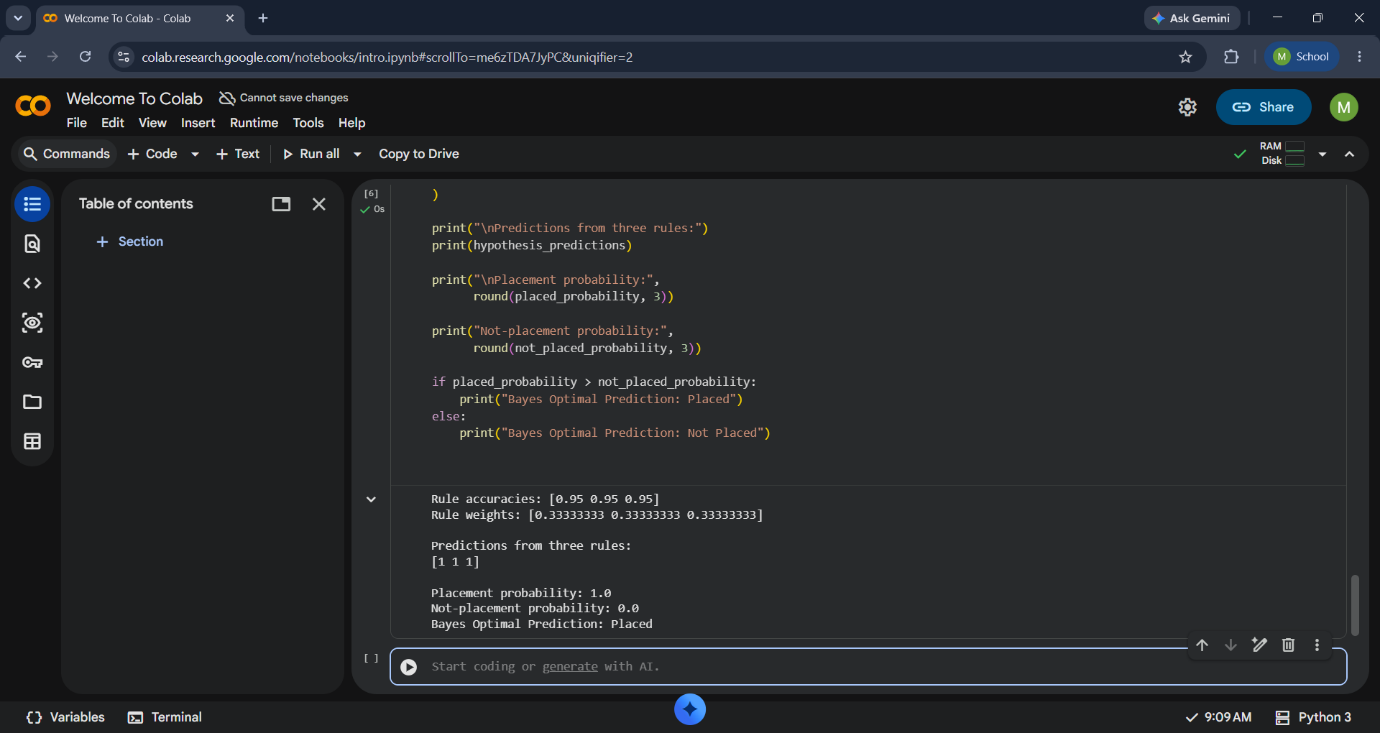 Welcome To Colab - Colab
Ask Gemini
colab.research.google.com/notebooks/intro.ipynb#scrollTo=me6zTDA7JyPC&uniqifier=2
M School
Welcome To Colab Cannot save changes
File Edit View Insert Runtime Tools Help
Share
M
Commands + Code + Text Run all Copy to Drive
RAM
Disk
Table of contents
+ Section
[6]
0s
)
print("\nPredictions from three rules:")
print(hypothesis_predictions)
print("\nPlacement probability:",
round(placed_probability, 3))
print("Not-placement probability:",
round(not_placed_probability, 3))
if placed_probability > not_placed_probability:
print("Bayes Optimal Prediction: Placed")
else:
print("Bayes Optimal Prediction: Not Placed")
Rule accuracies: [0.95 0.95 0.95]
Rule weights: [0.33333333 0.33333333 0.33333333]
Predictions from three rules:
[1 1 1]
Placement probability: 1.0
Not-placement probability: 0.0
Bayes Optimal Prediction: Placed
[ ]
Start coding or generate with AI.
{} Variables Terminal
9:09 AM Python 3